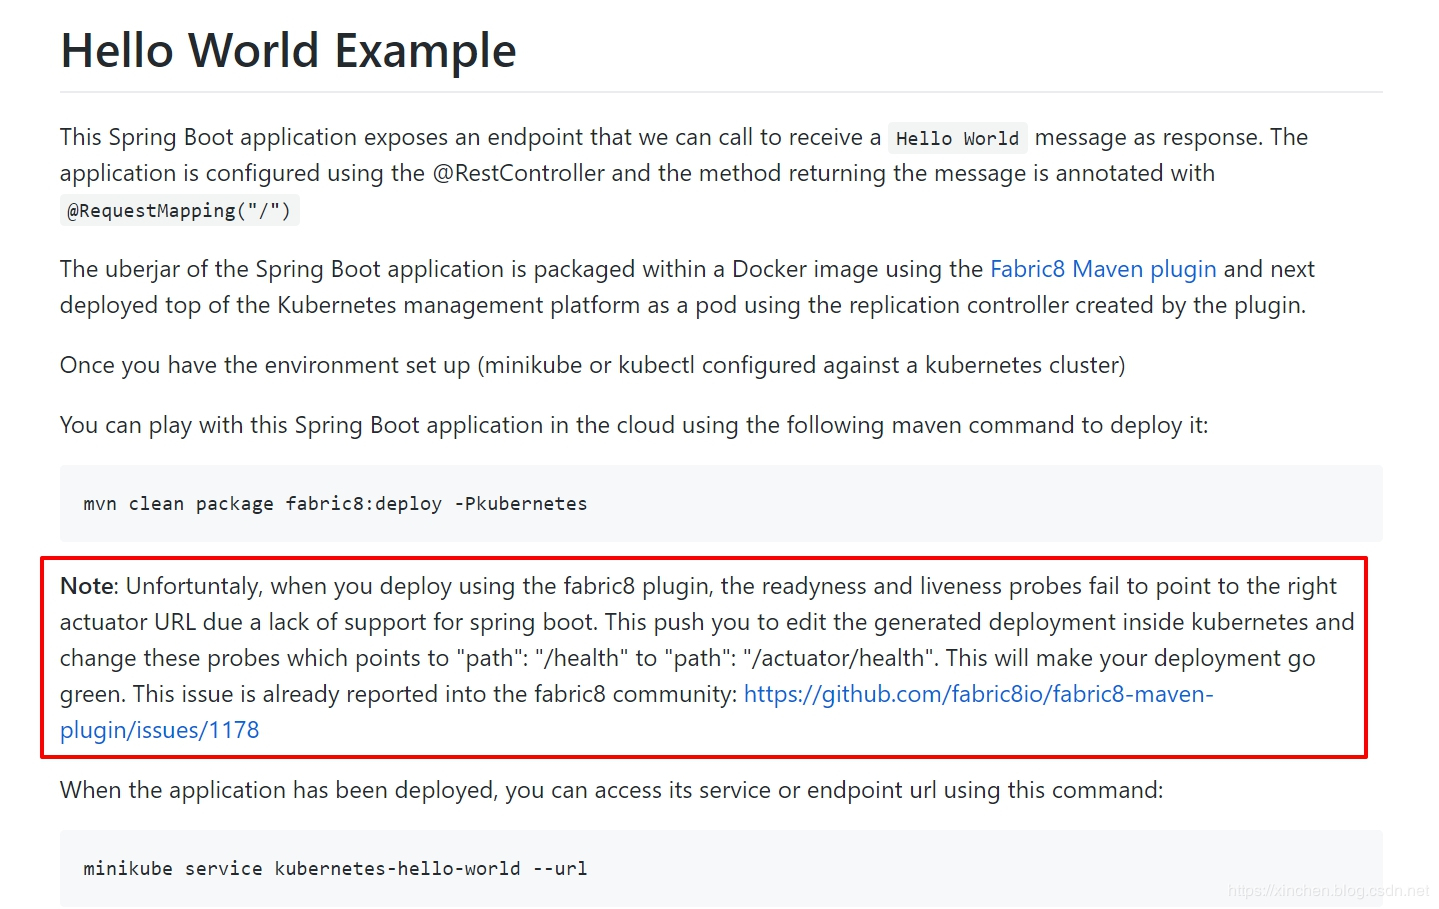 Hello World Example
This Spring Boot application exposes an endpoint that we can call to receive a Hello World message as response. The
application is configured using the @RestController and the method returning the message is annotated with
@RequestMapping("/")
The uberjar of the Spring Boot application is packaged within a Docker image using the Fabric8 Maven plugin and next
deployed top of the Kubernetes management platform as a pod using the replication controller created by the plugin.
Once you have the environment set up (minikube or kubectl configured against a kubernetes cluster)
You can play with this Spring Boot application in the cloud using the following maven command to deploy it:
mvn clean package fabric8:deploy -Pkubernetes
Note: Unfortuntaly, when you deploy using the fabric8 plugin, the readyness and liveness probes fail to point to the right
actuator URL due a lack of support for spring boot. This push you to edit the generated deployment inside kubernetes and
change these probes which points to "path": "/health" to "path": "/actuator/health". This will make your deployment go
green. This issue is already reported into the fabric8 community: https://github.com/fabric8io/fabric8-maven-
plugin/issues/1178
When the application has been deployed, you can access its service or endpoint url using this command:
minikube service kubernetes-hello-world --url
https://xinchen.blog.csdn.net